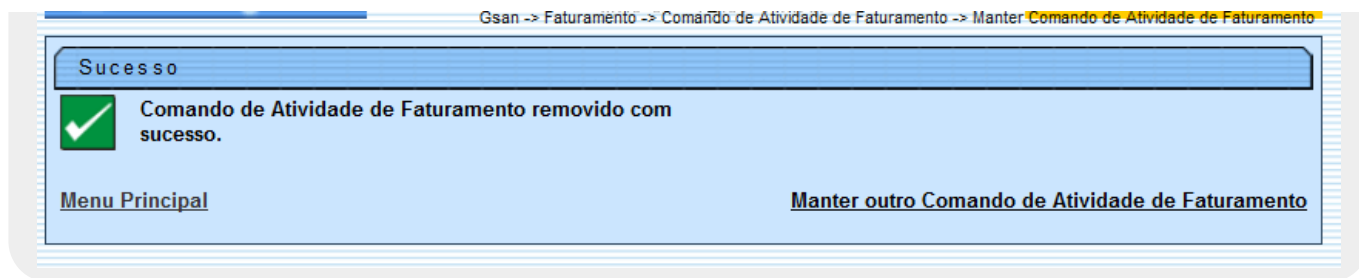 Gsan -> Faturamento -> Comando de Atividade de Faturamento -> Manter Comando de Atividade de Faturamento
Sucesso
Comando de Atividade de Faturamento removido com
sucesso.
Menu Principal
Manter outro Comando de Atividade de Faturamento